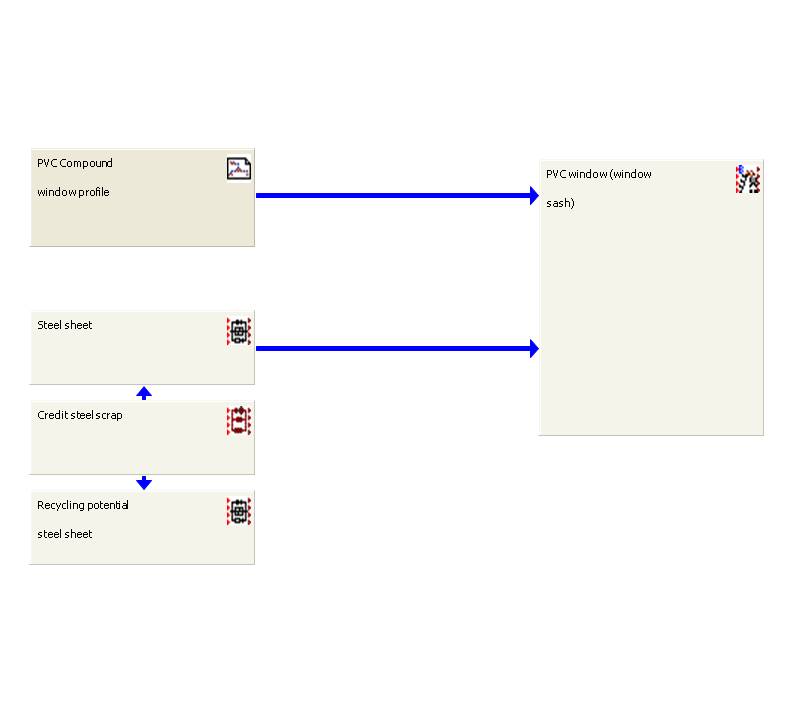 PVC Compound
window profile
PVC window (window
sash)
Steel sheet
Credit steel scrap
Recycling potential
steel sheet